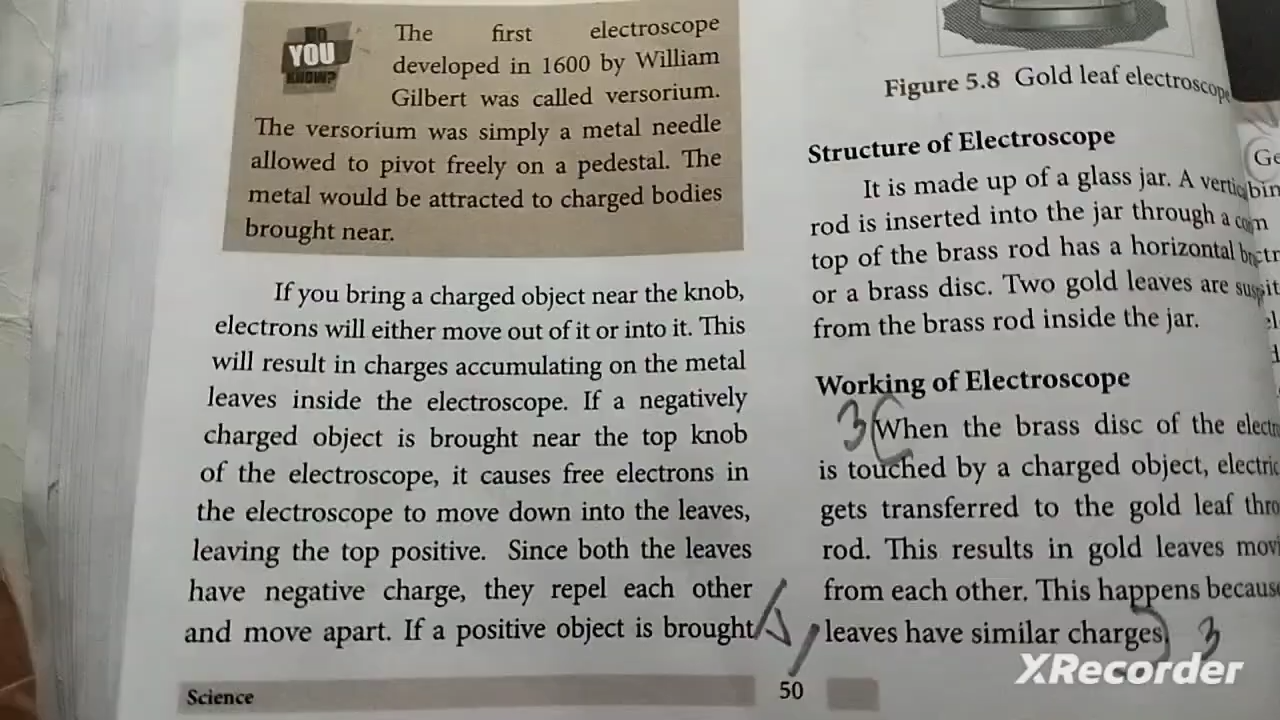 DO
YOU
KNOW?
The first electroscope
developed in 1600 by William
Gilbert was called versorium.
The versorium was simply a metal needle
allowed to pivot freely on a pedestal. The
metal would be attracted to charged bodies
brought near.
If you bring a charged object near the knob,
electrons will either move out of it or into it. This
will result in charges accumulating on the metal
leaves inside the electroscope. If a negatively
charged object is brought near the top knob
of the electroscope, it causes free electrons in
the electroscope to move down into the leaves,
leaving the top positive. Since both the leaves
have negative charge, they repel each other
and move apart. If a positive object is brought
Science
50
Figure 5.8 Gold leaf electroscope
Structure of Electroscope
It is made up of a glass jar. A
rod is inserted into the jar through a
top of the brass rod has a horizontal
or a brass disc. Two gold leaves are
from the brass rod inside the jar.
Working of Electroscope
3 When the brass disc of the
is touched by a charged object,
gets transferred to the gold leaf
rod. This results in gold leaves
from each other. This happens
leaves have similar charges 3
XRecorder